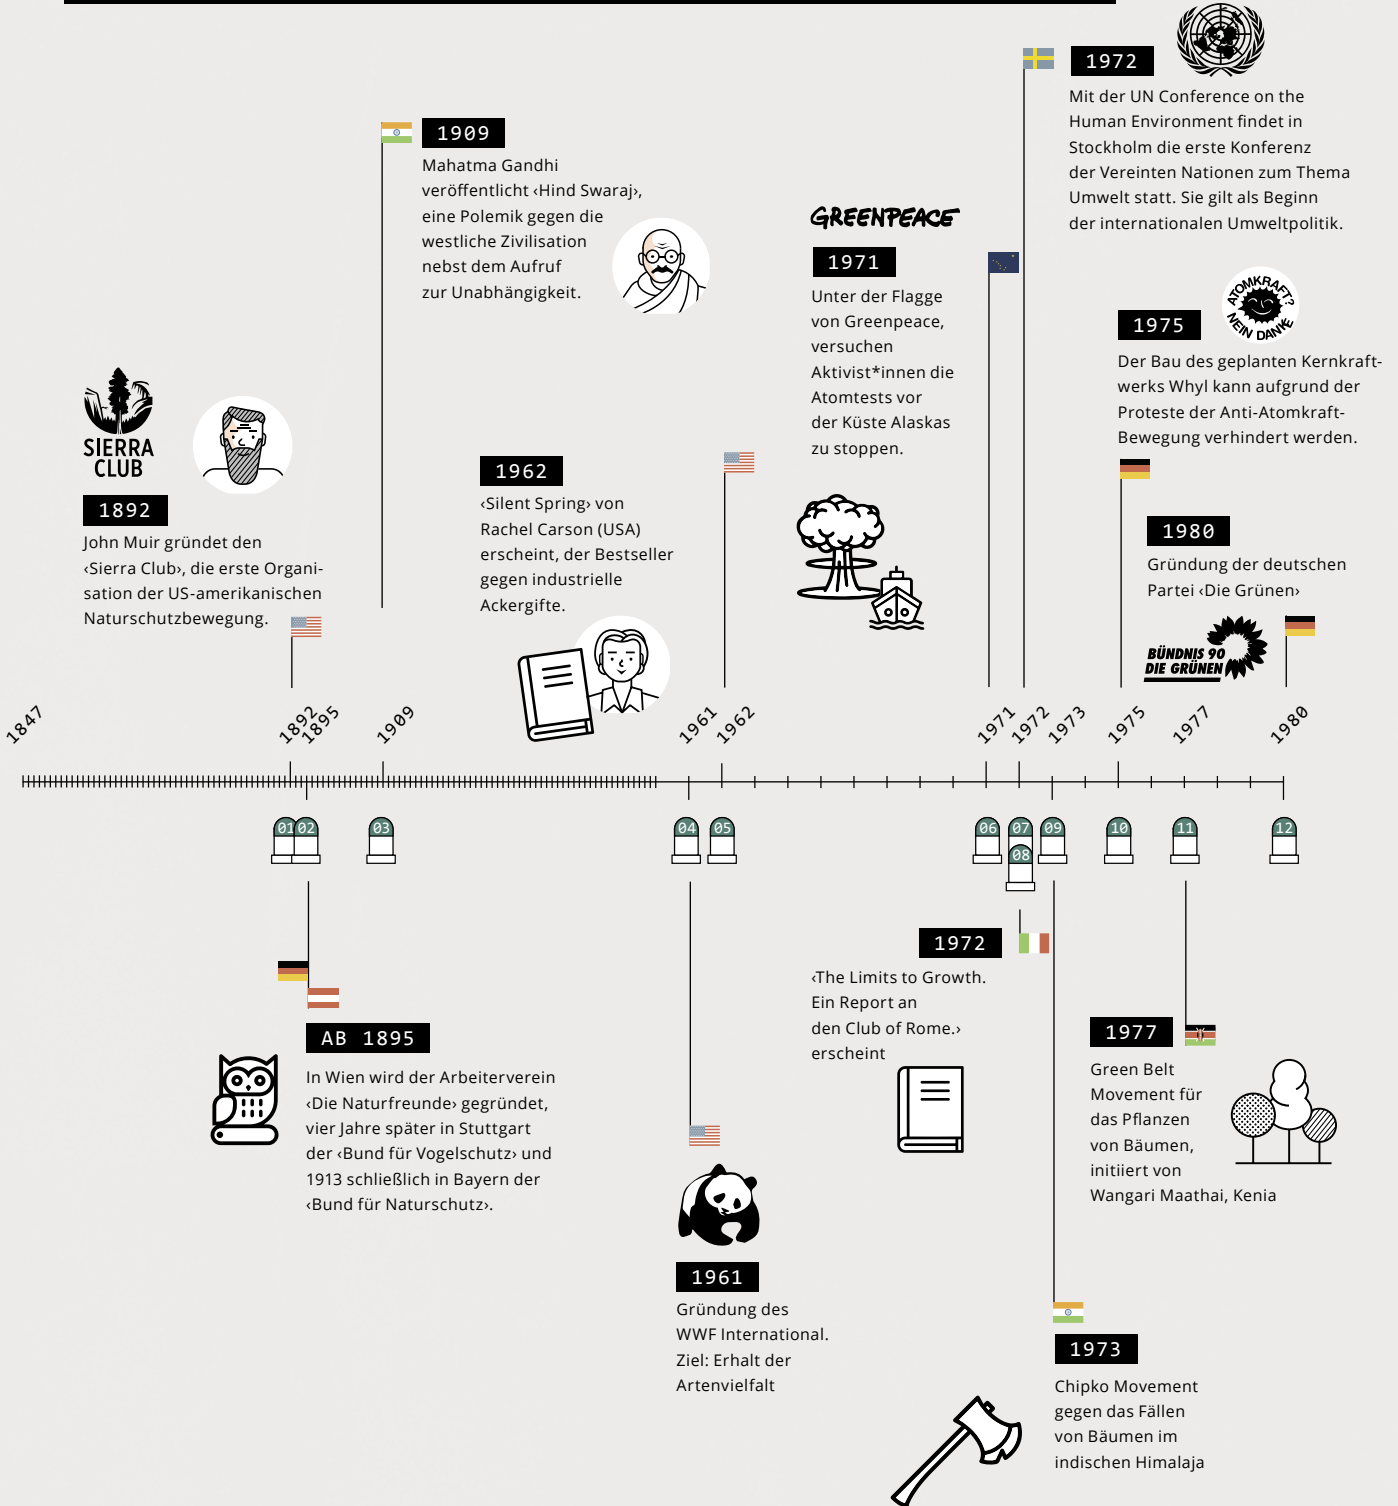 1972
Mit der UN Conference on the
Human Environment findet in
Stockholm die erste Konferenz
der Vereinten Nationen zum Thema
Umwelt statt. Sie gilt als Beginn
der internationalen Umweltpolitik.
1909
Mahatma Gandhi
veröffentlicht ‹Hind Swaraj›,
eine Polemik gegen die
westliche Zivilisation
nebst dem Aufruf
zur Unabhängigkeit.
GREENPEACE
1971
Unter der Flagge
von Greenpeace,
versuchen
Aktivist*innen die
Atomtests vor
der Küste Alaskas
zu stoppen.
ATOMKRAFT?
NEIN DANKE
1975
Der Bau des geplanten Kernkraft-
werks Whyl kann aufgrund der
Proteste der Anti-Atomkraft-
Bewegung verhindert werden.
SIERRA
CLUB
1892
John Muir gründet den
‹Sierra Club›, die erste Organi-
sation der US-amerikanischen
Naturschutzbewegung.
1962
‹Silent Spring› von
Rachel Carson (USA)
erscheint, der Bestseller
gegen industrielle
Ackergifte.
1980
Gründung der deutschen
Partei ‹Die Grünen›
BÜNDNIS 90
DIE GRÜNEN
1847 1892 1895 1909 1961 1962 1971 1972 1973 1975 1977 1980
01 02 03 04 05 06 07 09 10 11 12
08
1972
‹The Limits to Growth.
Ein Report an
den Club of Rome.›
erscheint
AB 1895
In Wien wird der Arbeiterverein
‹Die Naturfreunde› gegründet,
vier Jahre später in Stuttgart
der ‹Bund für Vogelschutz› und
1913 schließlich in Bayern der
‹Bund für Naturschutz›.
1977
Green Belt
Movement für
das Pflanzen
von Bäumen,
initiiert von
Wangari Maathai, Kenia
1961
Gründung des
WWF International.
Ziel: Erhalt der
Artenvielfalt
1973
Chipko Movement
gegen das Fällen
von Bäumen im
indischen Himalaja